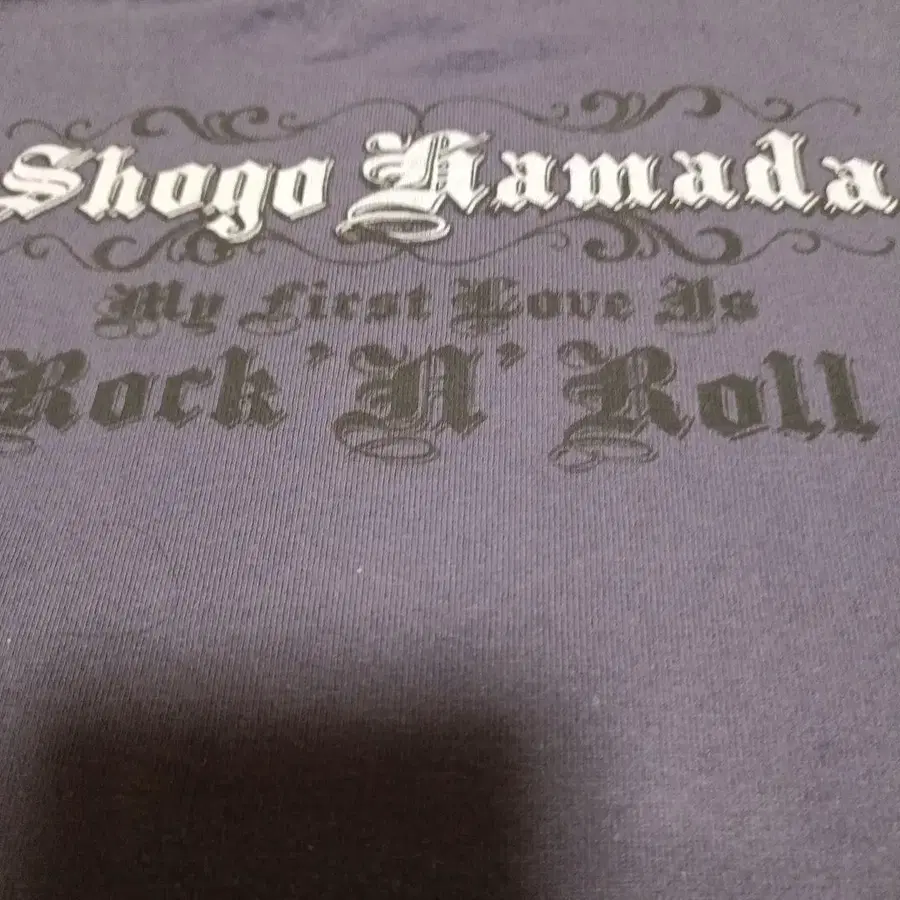 Shogo Hamada
My First Love Is
Rock'N'Roll